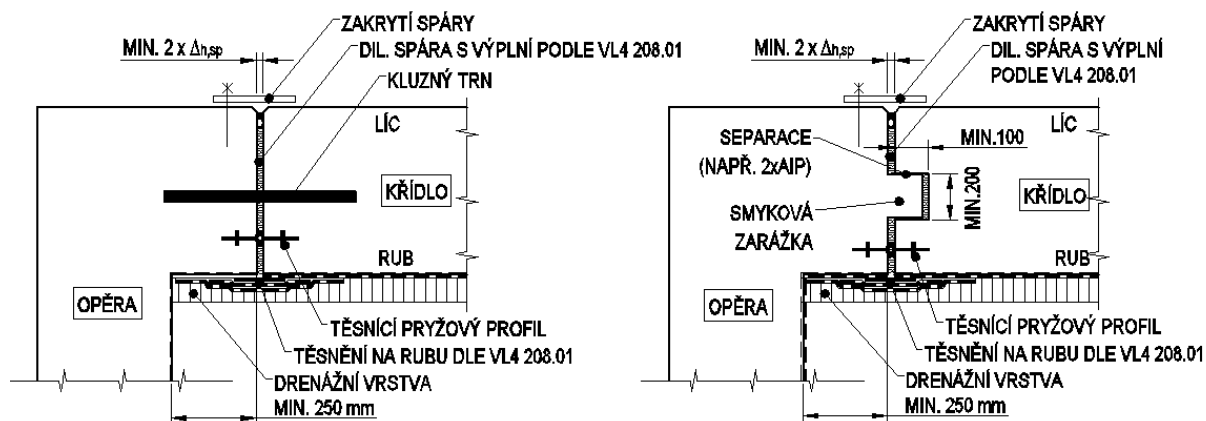 ZAKRYTÍ SPÁRY
MIN. 2 x Δh,sp
DIL. SPÁRA S VÝPLNÍ PODLE VL4 208.01
KLUZNÝ TRN
LÍC
KŘÍDLO
RUB
OPĚRA
TĚSNÍCÍ PRYŽOVÝ PROFIL
TĚSNĚNÍ NA RUBU DLE VL4 208.01
DRENÁŽNÍ VRSTVA
MIN. 250 mm
ZAKRYTÍ SPÁRY
MIN. 2 x Δh,sp
DIL. SPÁRA S VÝPLNÍ
PODLE VL4 208.01
LÍC
SEPARACE
(NAPŘ. 2xAIP)
MIN.100
MIN.200
KŘÍDLO
SMYKOVÁ
ZARÁŽKA
RUB
OPĚRA
TĚSNÍCÍ PRYŽOVÝ PROFIL
TĚSNĚNÍ NA RUBU DLE VL4 208.01
DRENÁŽNÍ VRSTVA
MIN. 250 mm